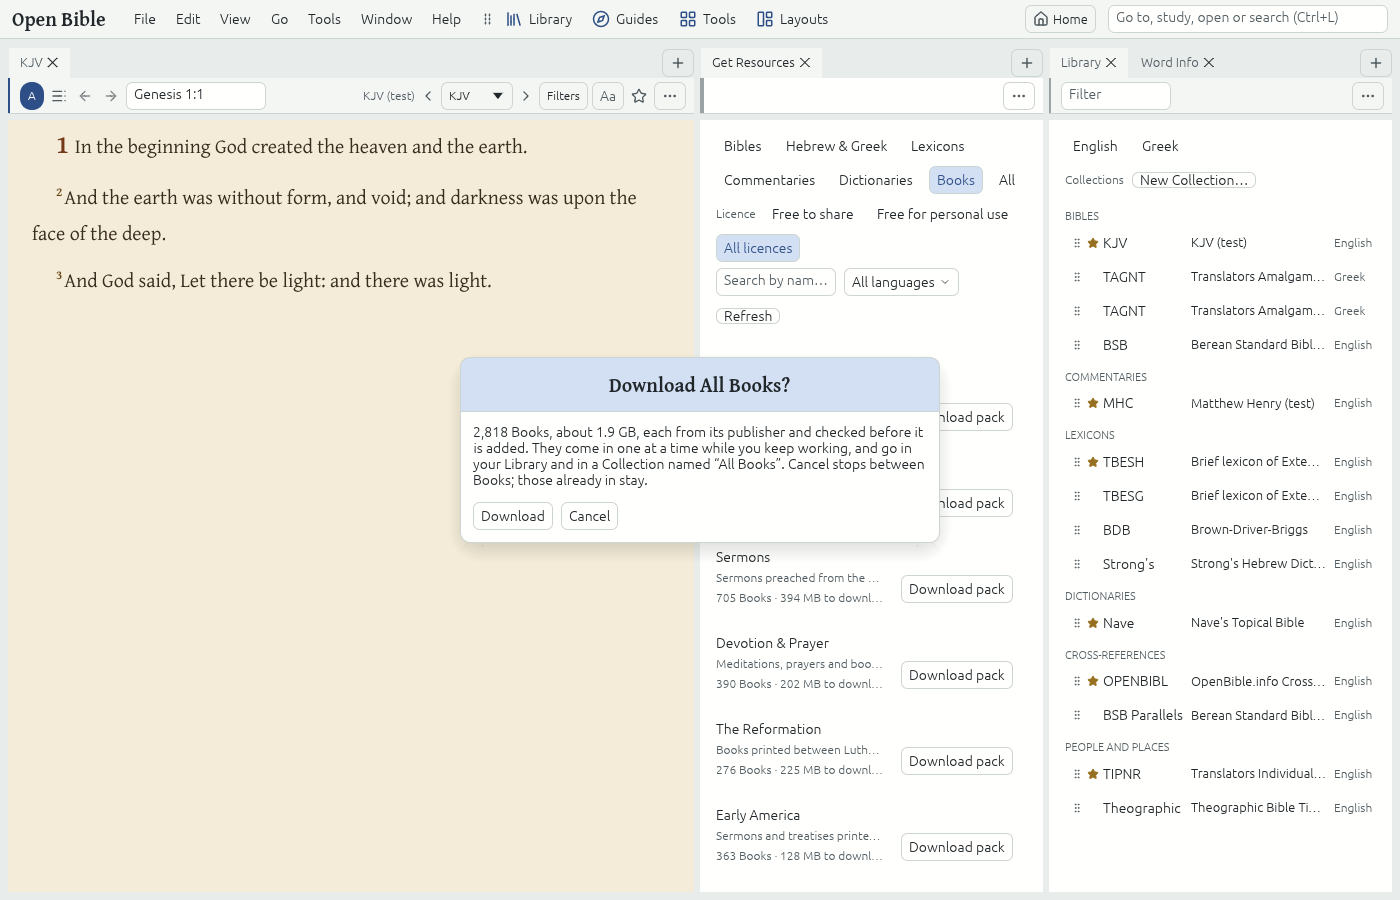 Open Bible File Edit View Go Tools Window Help Library Guides Tools Layouts Home Go to, study, open or search (Ctrl+L)
KJV
A Genesis 1:1 KJV (test) KJV Filters Aa
1 In the beginning God created the heaven and the earth.
2 And the earth was without form, and void; and darkness was upon the
face of the deep.
3 And God said, Let there be light: and there was light.
Get Resources
Bibles Hebrew & Greek Lexicons
Commentaries Dictionaries Books All
Licence Free to share Free for personal use
All licences
Search by nam… All languages
Refresh
Download All Books?
2,818 Books, about 1.9 GB, each from its publisher and checked before it
is added. They come in one at a time while you keep working, and go in
your Library and in a Collection named “All Books”. Cancel stops between
Books; those already in stay.
Download Cancel
nload pack
nload pack
Sermons
Sermons preached from the …
705 Books · 394 MB to downl…
Download pack
Devotion & Prayer
Meditations, prayers and boo…
390 Books · 202 MB to downl…
Download pack
The Reformation
Books printed between Luth…
276 Books · 225 MB to downl…
Download pack
Early America
Sermons and treatises printe…
363 Books · 128 MB to downl…
Download pack
Library Word Info
Filter
English Greek
Collections New Collection…
BIBLES
KJV KJV (test) English
TAGNT Translators Amalgam… Greek
TAGNT Translators Amalgam… Greek
BSB Berean Standard Bibl… English
COMMENTARIES
MHC Matthew Henry (test) English
LEXICONS
TBESH Brief lexicon of Exte… English
TBESG Brief lexicon of Exte… English
BDB Brown-Driver-Briggs English
Strong's Strong's Hebrew Dict… English
DICTIONARIES
Nave Nave's Topical Bible English
CROSS-REFERENCES
OPENBIBL OpenBible.info Cross… English
BSB Parallels Berean Standard Bibl… English
PEOPLE AND PLACES
TIPNR Translators Individual… English
Theographic Theographic Bible Ti… English